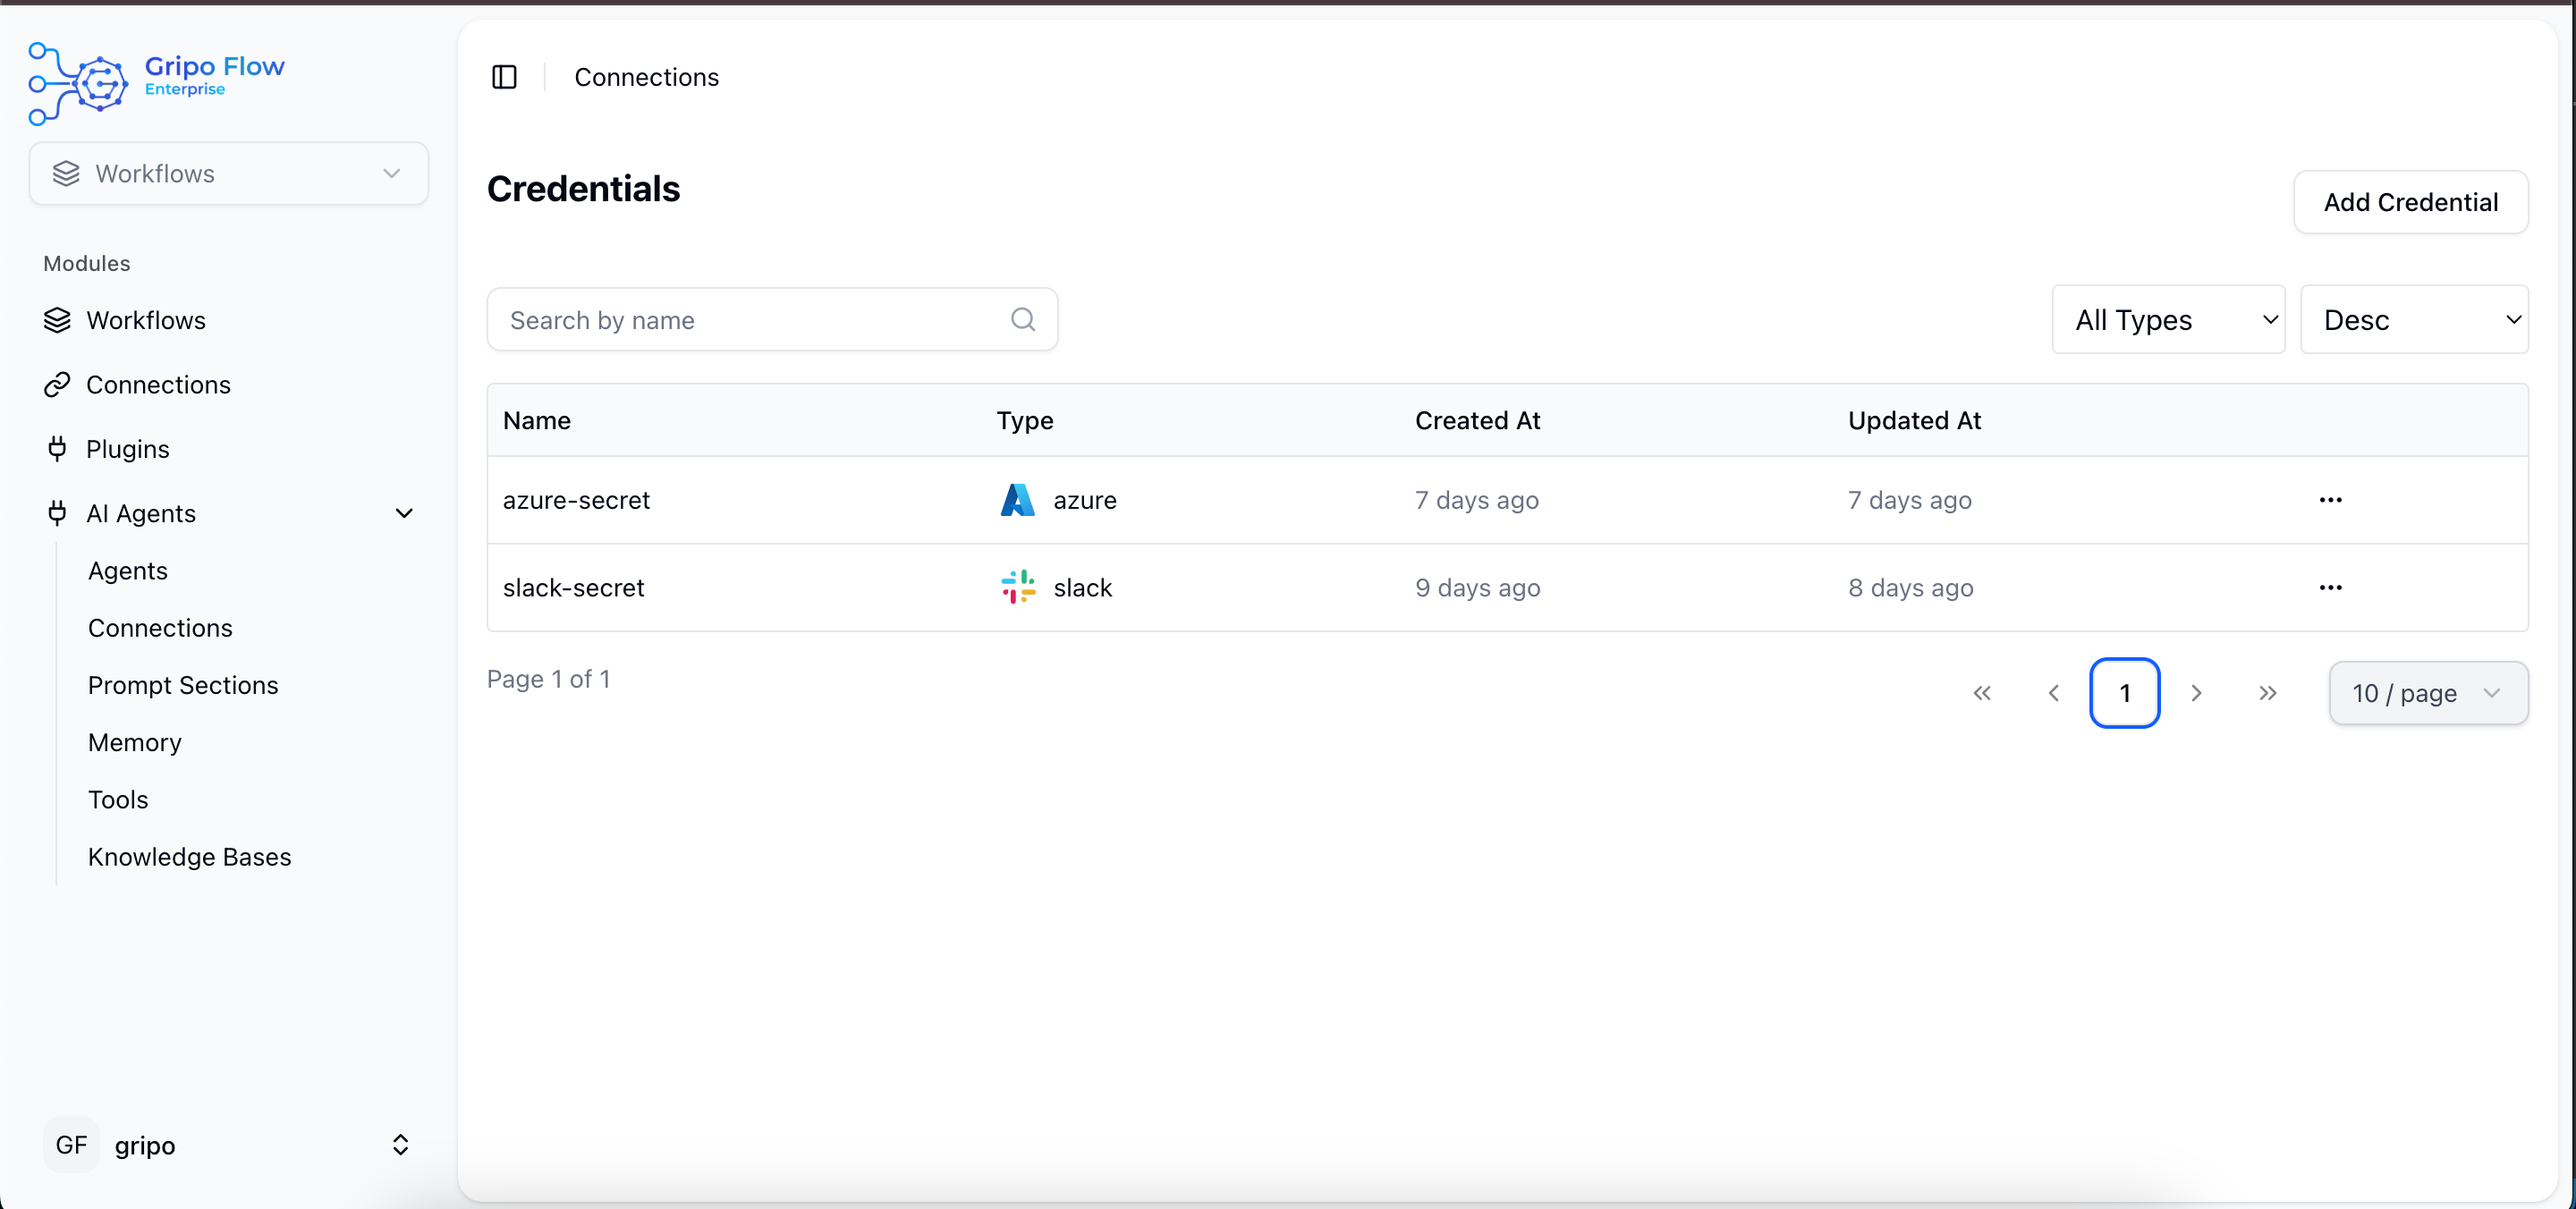 Gripo Flow
Enterprise
Workflows
Modules
Workflows
Connections
Plugins
AI Agents
Agents
Connections
Prompt Sections
Memory
Tools
Knowledge Bases
GF gripo
Connections
Credentials
Add Credential
Search by name
All Types
Desc
Name Type Created At Updated At
azure-secret azure 7 days ago 7 days ago
slack-secret slack 9 days ago 8 days ago
Page 1 of 1
1
10 / page